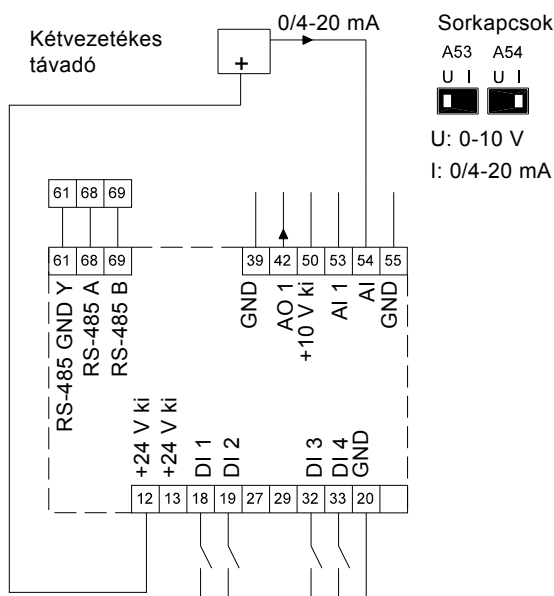 Kétvezetékes
távadó
+
0/4-20 mA
Sorkapcsok
A53 A54
U I U I
U: 0-10 V
I: 0/4-20 mA
61 68 69
61 68 69
39 42 50 53 54 55
RS-485 GND Y
RS-485 A
RS-485 B
GND
AO 1
+10 V ki
AI 1
AI
GND
+24 V ki
+24 V ki
DI 1
DI 2
DI 3
DI 4
GND
12 13 18 19 27 29 32 33 20